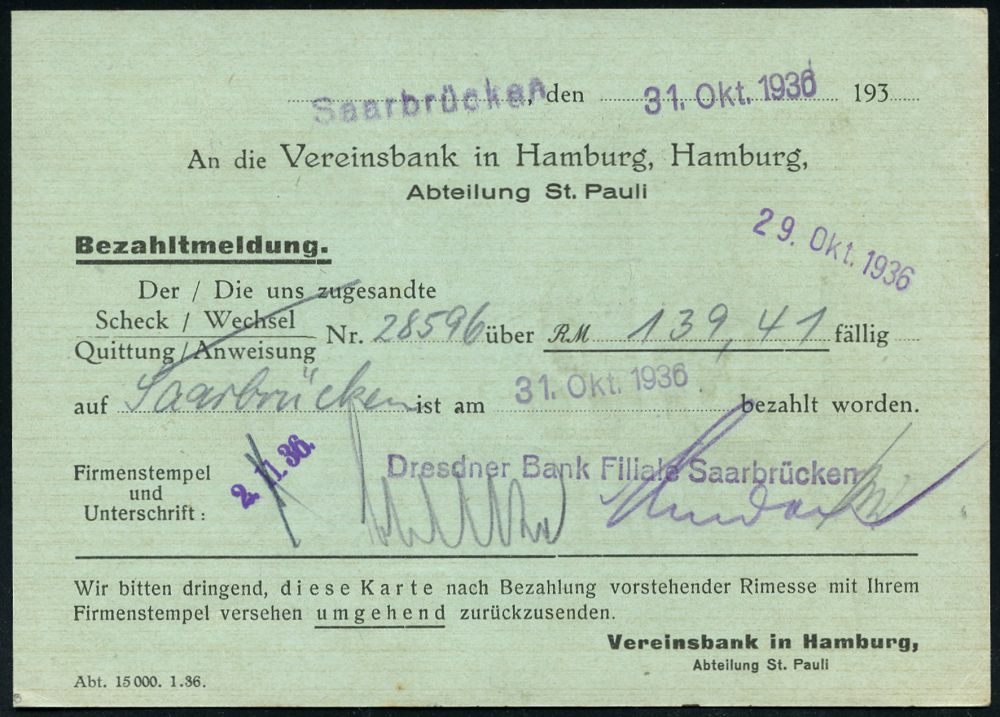 Saarbrücken, den 31. Okt. 1936 193
An die Vereinsbank in Hamburg, Hamburg,
Abteilung St. Pauli
29. Okt. 1936
Bezahltmeldung.
Der / Die uns zugesandte
Scheck / Wechsel
Quittung / Anweisung Nr. 28596 über RM 139,41 fällig
auf Saarbrücken ist am 31. Okt. 1936 bezahlt worden.
2. 11. 36.
Dresdner Bank Filiale Saarbrücken
Firmenstempel
und
Unterschrift:
Wir bitten dringend, diese Karte nach Bezahlung vorstehender Rimesse mit Ihrem
Firmenstempel versehen umgehend zurückzusenden.
Vereinsbank in Hamburg,
Abteilung St. Pauli
Abt. 15 000. 1.36.